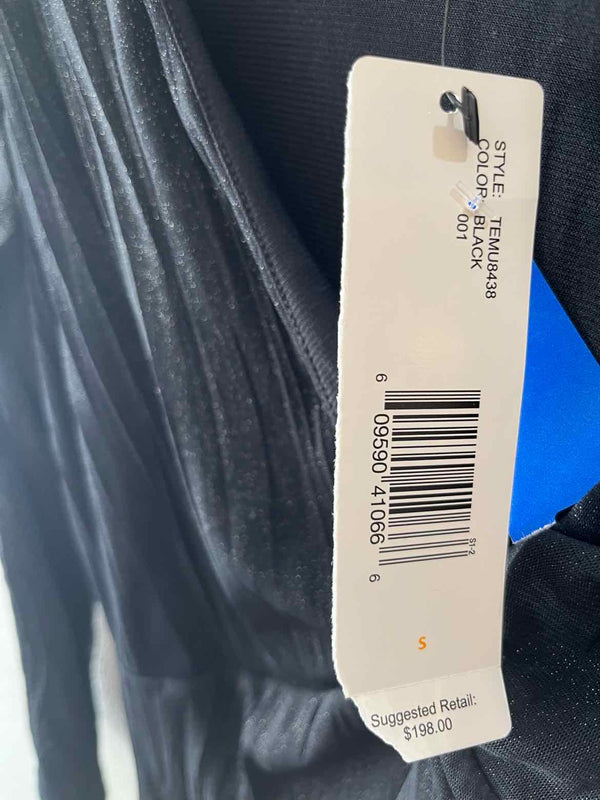 STYLE: TEMU8438
COLOR: BLACK
001
6 09590 41066 6
S1-2
S
Suggested Retail:
$198.00